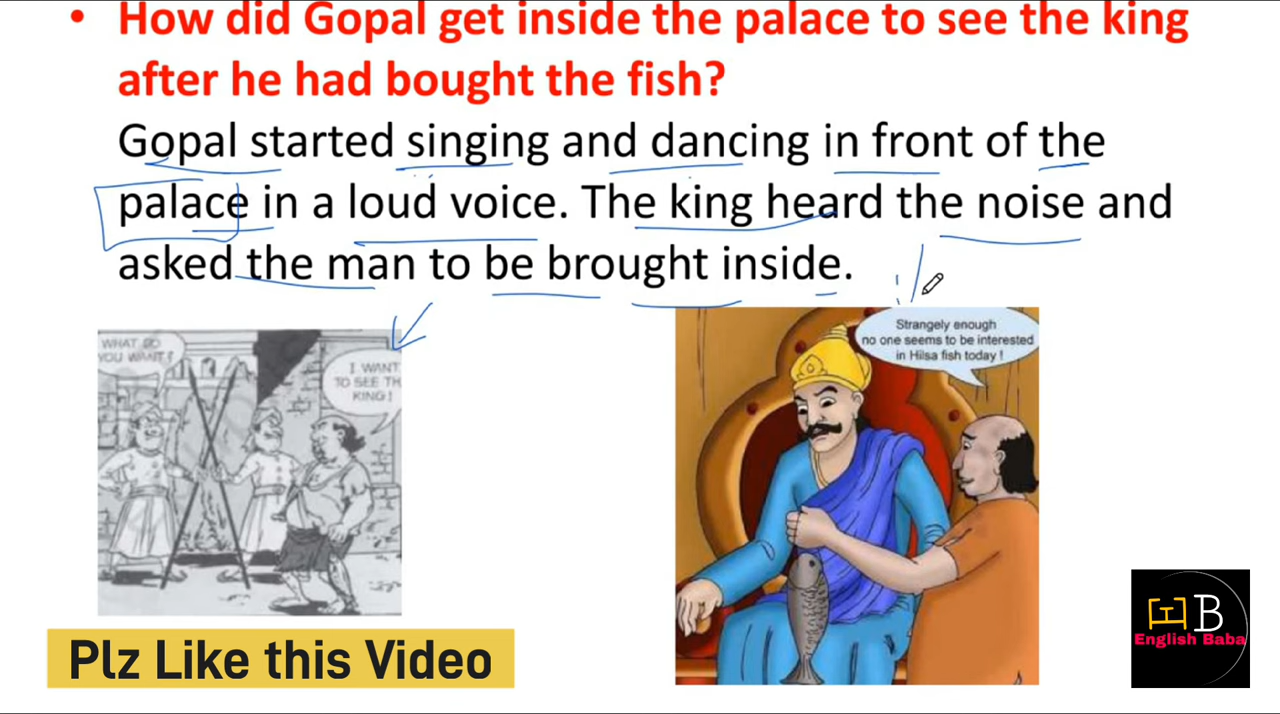 • How did Gopal get inside the palace to see the king
after he had bought the fish?
Gopal started singing and dancing in front of the
palace in a loud voice. The king heard the noise and
asked the man to be brought inside.
WHAT DO
YOU WANT?
I WANT
TO SEE TH
KING!
Strangely enough
no one seems to be interested
in Hilsa fish today !
Plz Like this Video
B
English Baba